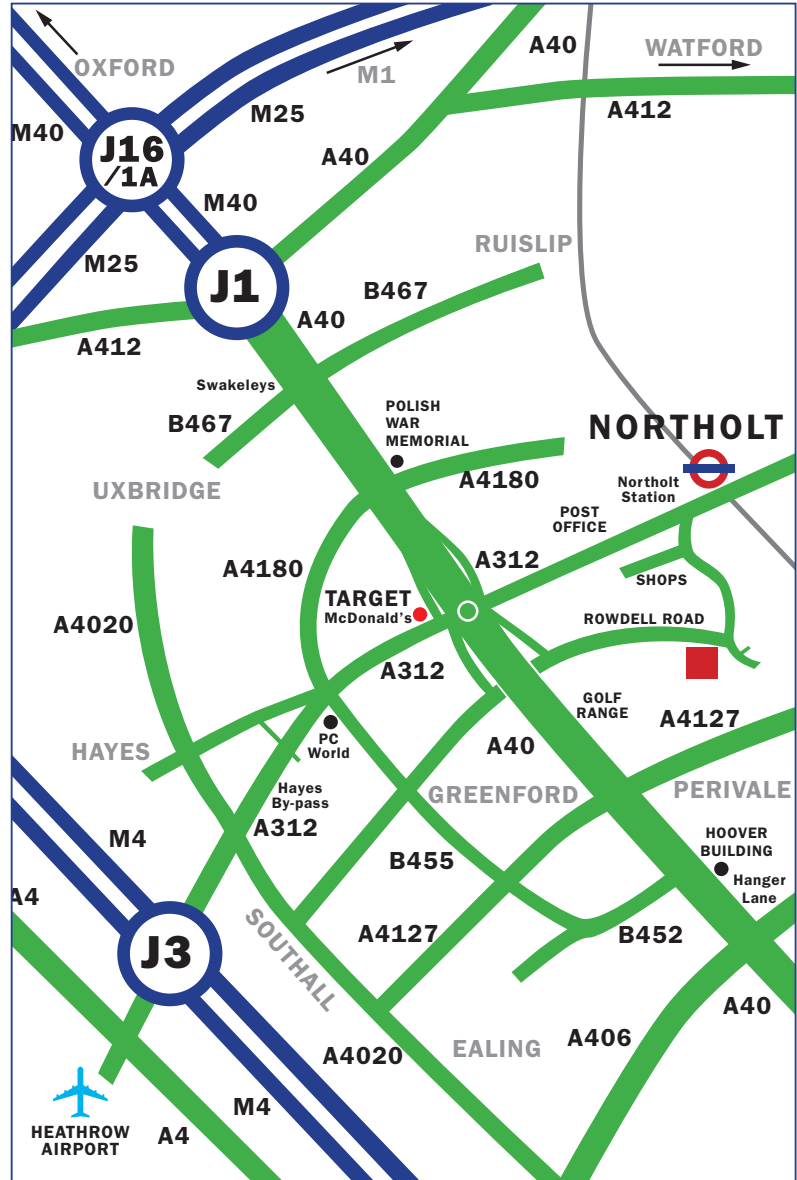 A40
OXFORD
WATFORD
M1
M25
A412
M40
J16
/1A
A40
M40
RUISLIP
M25
J1
B467
A40
A412
Swakeleys
POLISH
WAR
MEMORIAL
B467
NORTHOLT
A4180
Northolt
Station
UXBRIDGE
POST
OFFICE
A312
A4180
SHOPS
TARGET
McDonald's
ROWDELL ROAD
A4020
A312
GOLF
RANGE
A4127
HAYES
PC
World
A40
Hayes
By-pass
GREENFORD
PERIVALE
A312
M4
HOOVER
BUILDING
B455
Hanger
Lane
A4
SOUTHALL
A4127
B452
J3
A40
A406
EALING
A4020
M4
HEATHROW
AIRPORT
A4